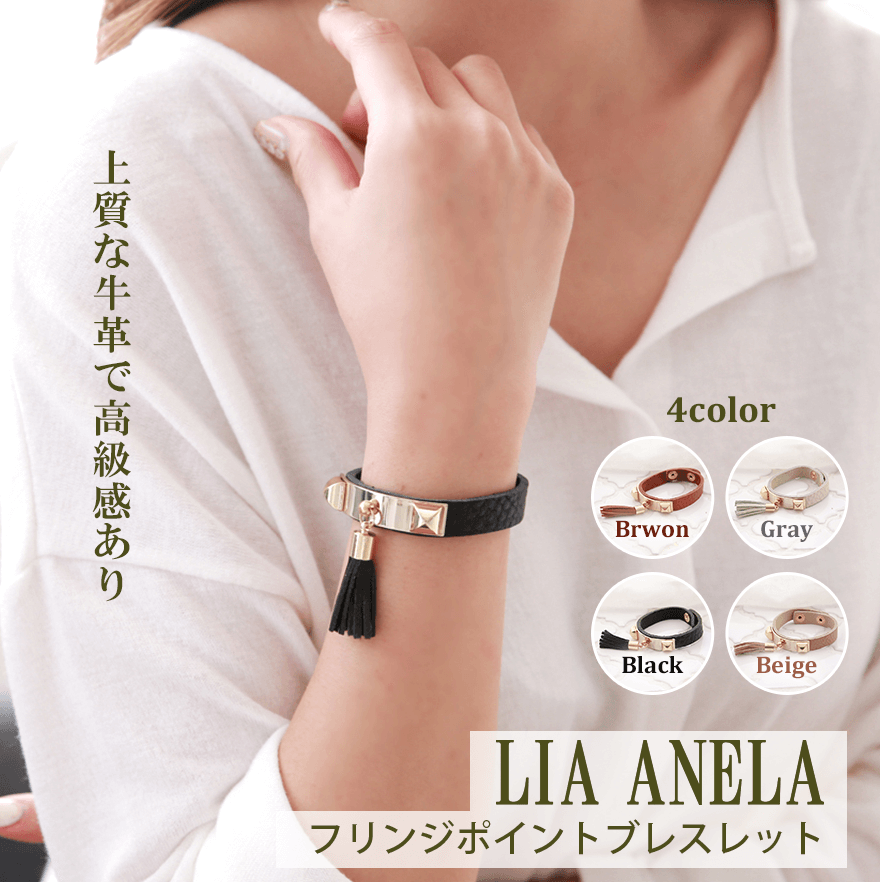 上質な牛革で高級感あり
4color
Brwon
Gray
Black
Beige
LIA ANELA
フリンジポイントブレスレット